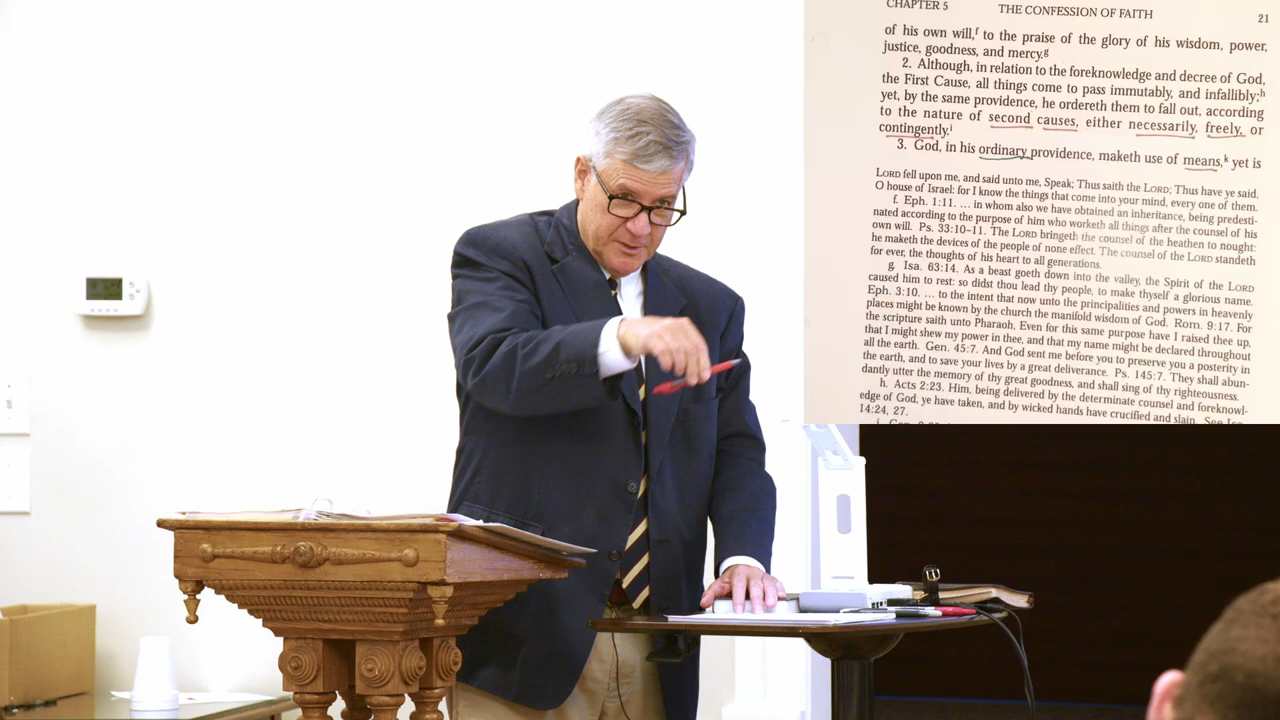 CHAPTER 5 THE CONFESSION OF FAITH 21
of his own will,f to the praise of the glory of his wisdom, power,
justice, goodness, and mercy.g
2. Although, in relation to the foreknowledge and decree of God,
the First Cause, all things come to pass immutably, and infallibly;h
yet, by the same providence, he ordereth them to fall out, according
to the nature of second causes, either necessarily, freely, or
contingently.i
3. God, in his ordinary providence, maketh use of means,k yet is
LORD fell upon me, and said unto me, Speak; Thus saith the LORD; Thus have ye said,
O house of Israel: for I know the things that come into your mind, every one of them.
f. Eph. 1:11. … in whom also we have obtained an inheritance, being predesti-
nated according to the purpose of him who worketh all things after the counsel of his
own will. Ps. 33:10–11. The LORD bringeth the counsel of the heathen to nought:
he maketh the devices of the people of none effect. The counsel of the LORD standeth
for ever, the thoughts of his heart to all generations.
g. Isa. 63:14. As a beast goeth down into the valley, the Spirit of the LORD
caused him to rest: so didst thou lead thy people, to make thyself a glorious name.
Eph. 3:10. … to the intent that now unto the principalities and powers in heavenly
places might be known by the church the manifold wisdom of God. Rom. 9:17. For
the scripture saith unto Pharaoh, Even for this same purpose have I raised thee up,
that I might shew my power in thee, and that my name might be declared throughout
all the earth. Gen. 45:7. And God sent me before you to preserve you a posterity in
the earth, and to save your lives by a great deliverance. Ps. 145:7. They shall abun-
dantly utter the memory of thy great goodness, and shall sing of thy righteousness.
h. Acts 2:23. Him, being delivered by the determinate counsel and foreknowl-
edge of God, ye have taken, and by wicked hands have crucified and slain. See Isa.
14:24, 27.